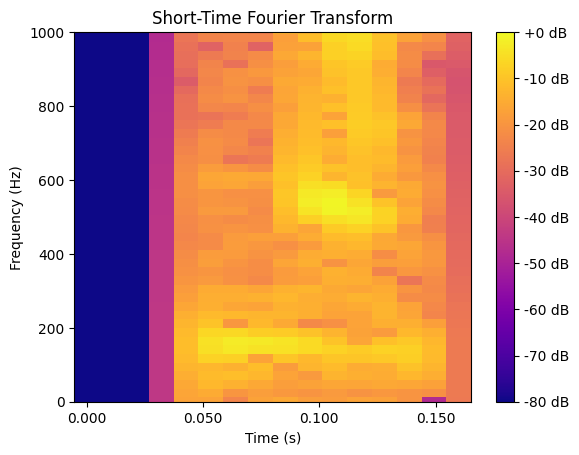 Short-Time Fourier Transform
1000
800
600
400
200
0
Frequency (Hz)
0.000
0.050
0.100
0.150
Time (s)
+0 dB
-10 dB
-20 dB
-30 dB
-40 dB
-50 dB
-60 dB
-70 dB
-80 dB